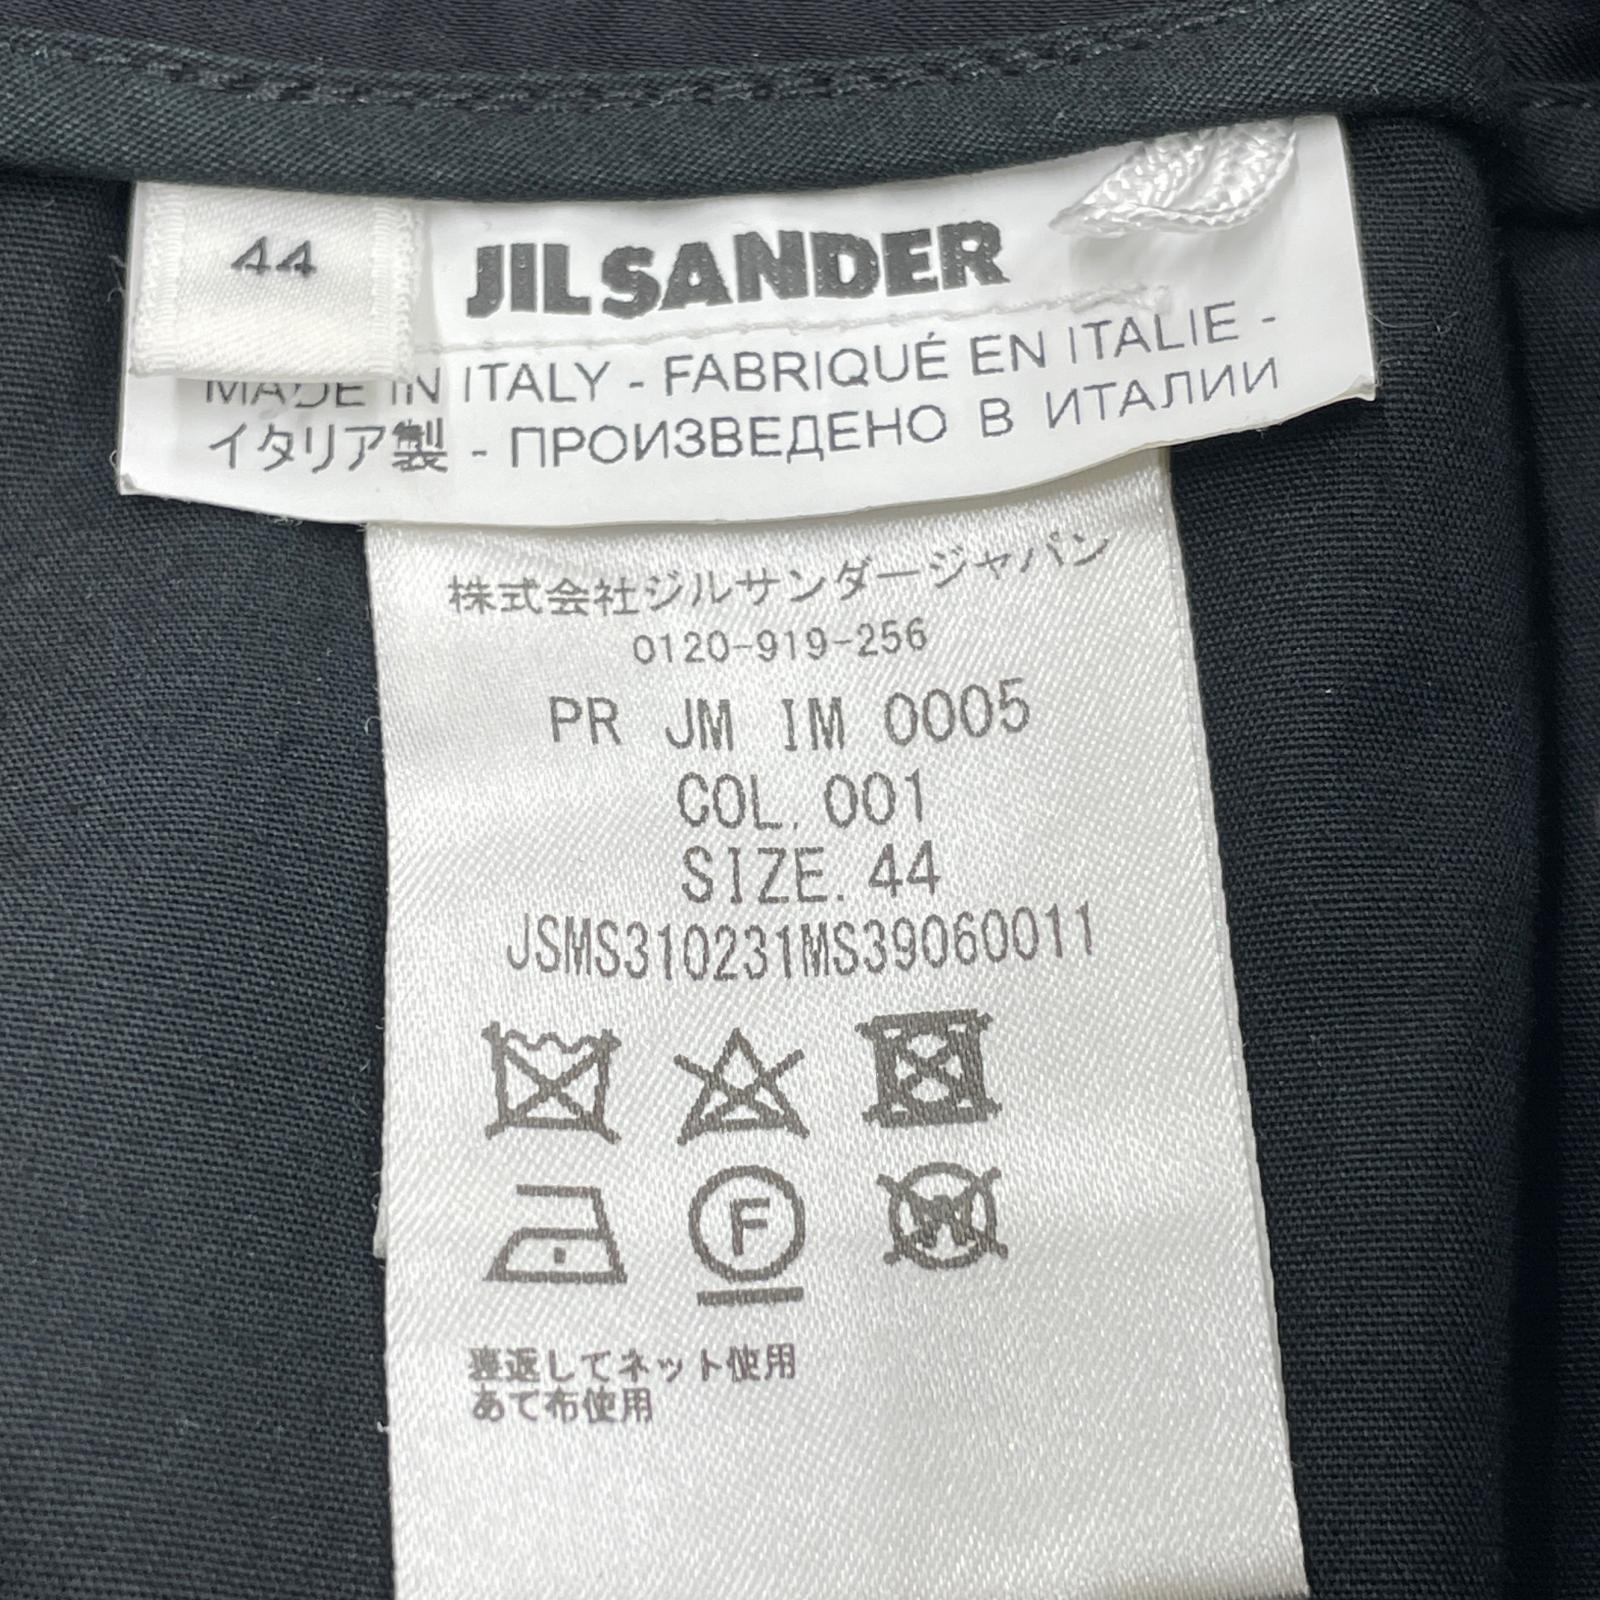 44
JIL SANDER
MADE IN ITALY - FABRIQUÉ EN ITALIE -
イタリア製 - ПРОИЗВЕДЕНО В ИТАЛИИ
株式会社ジルサンダージャパン
0120-919-256
PR JM IM 0005
COL. 001
SIZE. 44
JSMS310231MS39060011
F
W
裏返してネット使用
あて布使用